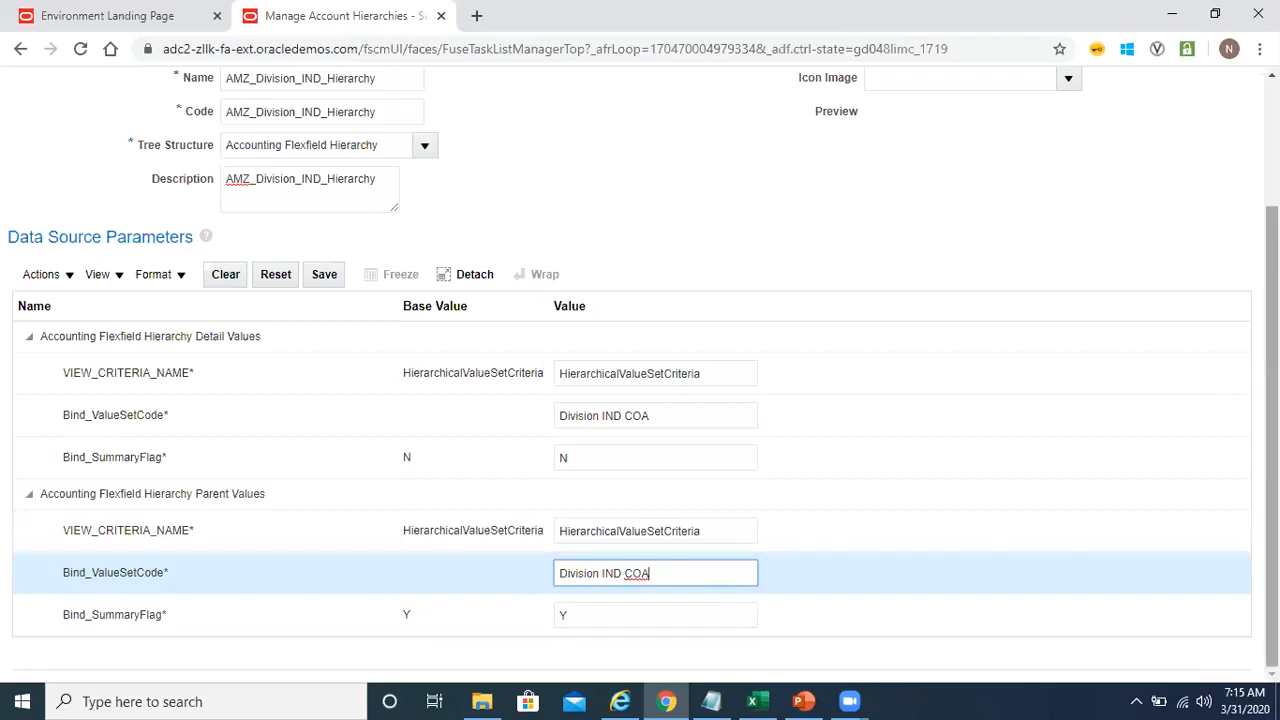 Environment Landing Page
Manage Account Hierarchies - Se
adc2-zllk-fa-ext.oracledemos.com/fscmUI/faces/FuseTaskListManagerTop?_afrLoop=170470004979334&_adf.ctrl-state=gd048limc_1719
N
* Name AMZ_Division_IND_Hierarchy
Icon Image
* Code AMZ_Division_IND_Hierarchy
Preview
* Tree Structure Accounting Flexfield Hierarchy
Description AMZ_Division_IND_Hierarchy
Data Source Parameters ?
Actions View Format Clear Reset Save Freeze Detach Wrap
Name Base Value Value
Accounting Flexfield Hierarchy Detail Values
VIEW_CRITERIA_NAME* HierarchicalValueSetCriteria HierarchicalValueSetCriteria
Bind_ValueSetCode* Division IND COA
Bind_SummaryFlag* N N
Accounting Flexfield Hierarchy Parent Values
VIEW_CRITERIA_NAME* HierarchicalValueSetCriteria HierarchicalValueSetCriteria
Bind_ValueSetCode* Division IND COA
Bind_SummaryFlag* Y Y
Type here to search
7:15 AM
3/31/2020